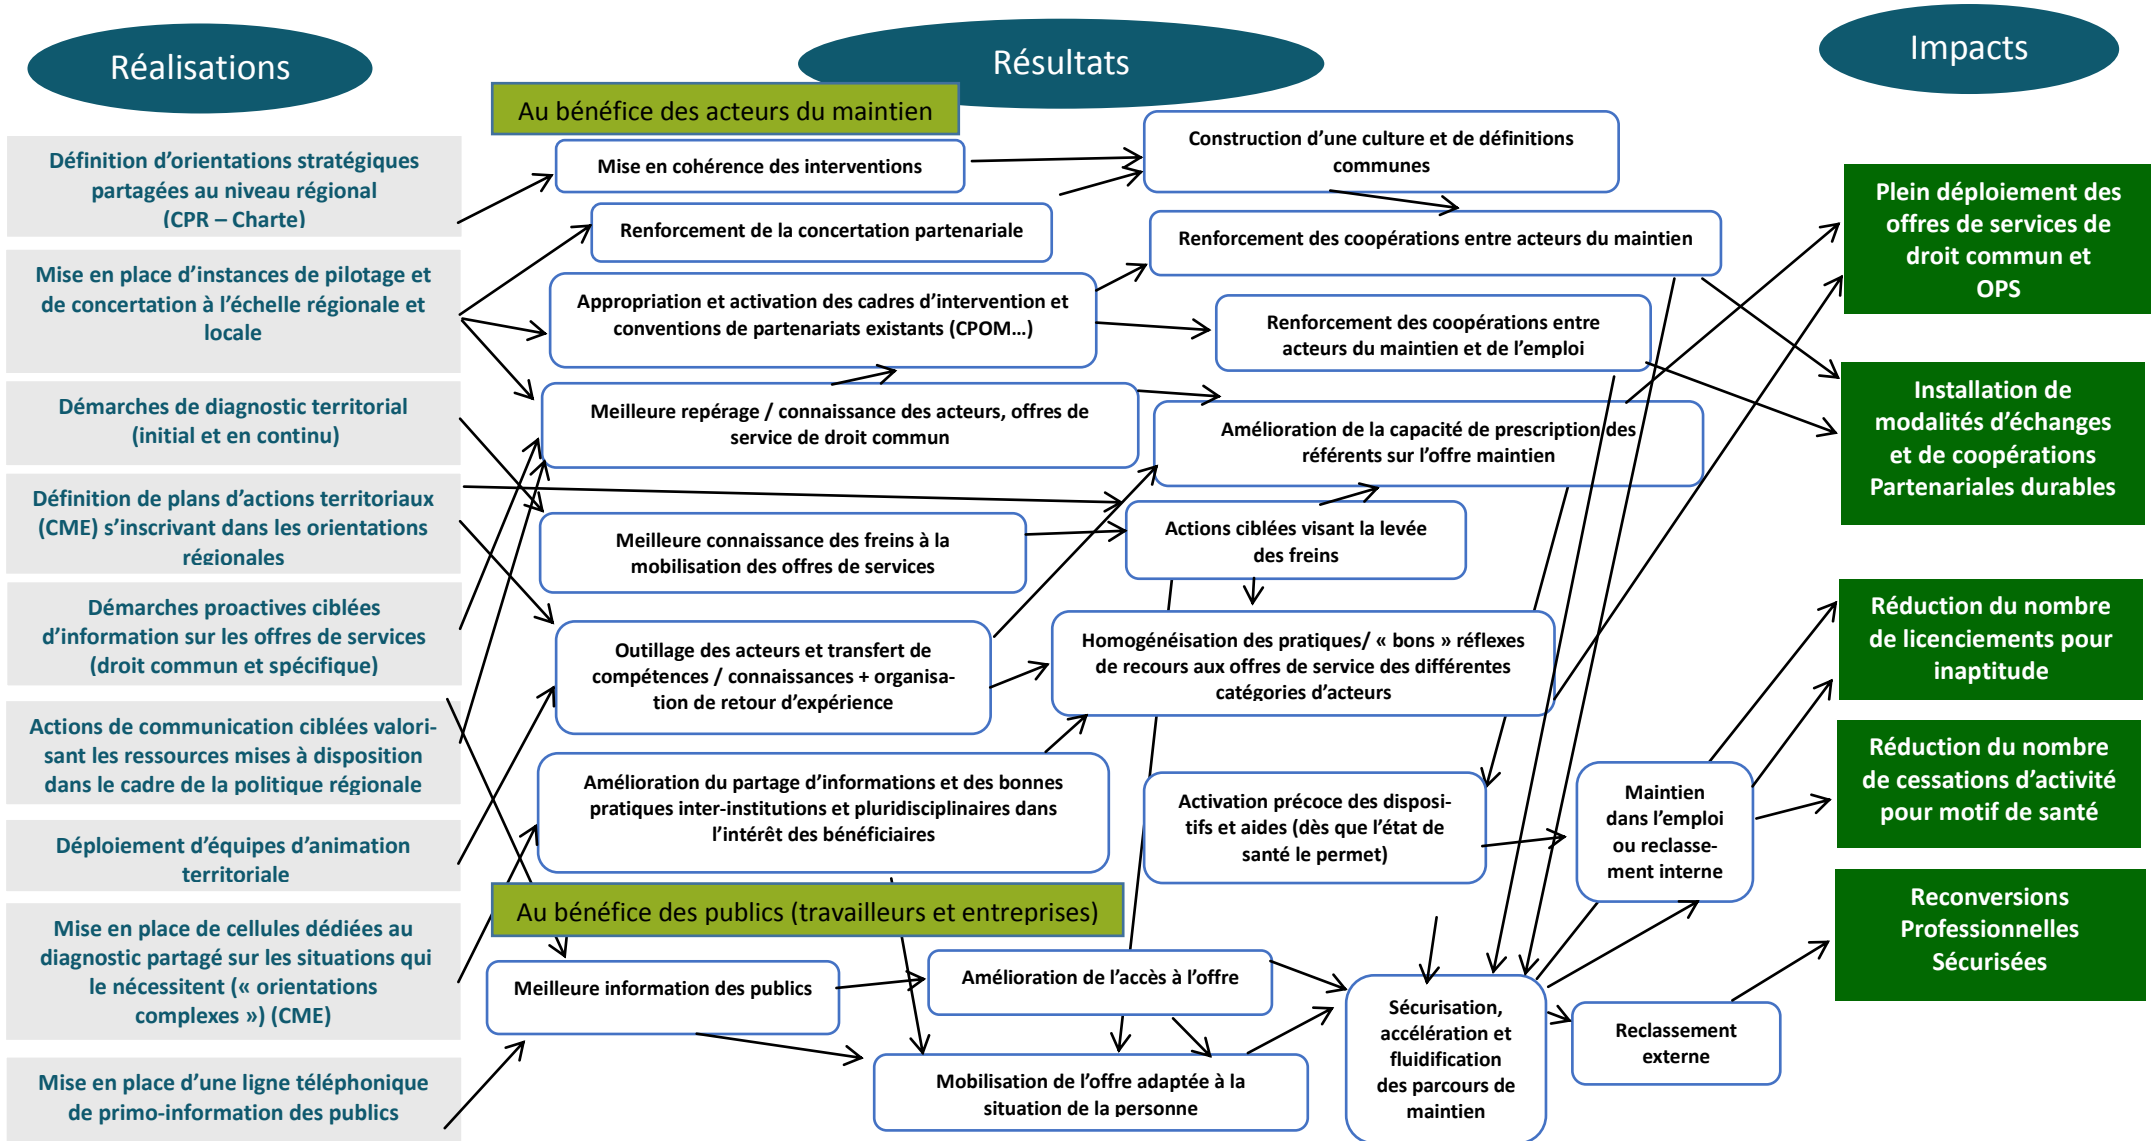 Réalisations
Résultats
Impacts
Définition d’orientations stratégiques
partagées au niveau régional
(CPR – Charte)
Mise en place d’instances de pilotage et
de concertation à l’échelle régionale et
locale
Démarches de diagnostic territorial
(initial et en continu)
Définition de plans d’actions territoriaux
(CME) s’inscrivant dans les orientations
régionales
Démarches proactives ciblées
d’information sur les offres de services
(droit commun et spécifique)
Actions de communication ciblées valori-
sant les ressources mises à disposition
dans le cadre de la politique régionale
Déploiement d’équipes d’animation
territoriale
Mise en place de cellules dédiées au
diagnostic partagé sur les situations qui
le nécessitent (« orientations
complexes ») (CME)
Mise en place d’une ligne téléphonique
de primo-information des publics
Au bénéfice des acteurs du maintien
Mise en cohérence des interventions
Renforcement de la concertation partenariale
Appropriation et activation des cadres d’intervention et
conventions de partenariats existants (CPOM…)
Meilleure repérage / connaissance des acteurs, offres de
service de droit commun
Meilleure connaissance des freins à la
mobilisation des offres de services
Outillage des acteurs et transfert de
compétences / connaissances + organisa-
tion de retour d’expérience
Amélioration du partage d’informations et des bonnes
pratiques inter-institutions et pluridisciplinaires dans
l’intérêt des bénéficiaires
Construction d’une culture et de définitions
communes
Renforcement des coopérations entre acteurs du maintien
Renforcement des coopérations entre
acteurs du maintien et de l’emploi
Amélioration de la capacité de prescription des
référents sur l’offre maintien
Actions ciblées visant la levée
des freins
Homogénéisation des pratiques/ « bons » réflexes
de recours aux offres de service des différentes
catégories d’acteurs
Activation précoce des disposi-
tifs et aides (dès que l’état de
santé le permet)
Au bénéfice des publics (travailleurs et entreprises)
Meilleure information des publics
Amélioration de l’accès à l’offre
Mobilisation de l’offre adaptée à la
situation de la personne
Sécurisation,
accélération et
fluidification
des parcours de
maintien
Maintien
dans l’emploi
ou reclasse-
ment interne
Reclassement
externe
Plein déploiement des
offres de services de
droit commun et
OPS
Installation de
modalités d’échanges
et de coopérations
Partenariales durables
Réduction du nombre
de licenciements pour
inaptitude
Réduction du nombre
de cessations d’activité
pour motif de santé
Reconversions
Professionnelles
Sécurisées